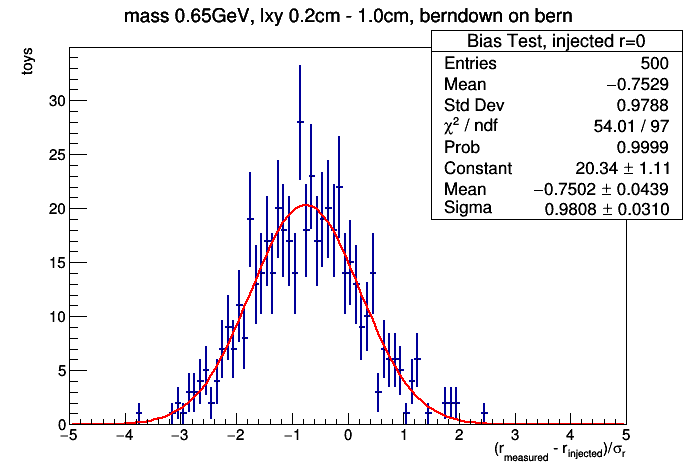 mass 0.65GeV, lxy 0.2cm - 1.0cm, berndown on bern
toys
Bias Test, injected r=0
Entries 500
Mean −0.7529
Std Dev 0.9788
χ² / ndf 54.01 / 97
Prob 0.9999
Constant 20.34 ± 1.11
Mean −0.7502 ± 0.0439
Sigma 0.9808 ± 0.0310
30
25
20
15
10
5
0
−5 −4 −3 −2 −1 0 1 2 3 4 5
(r_measured - r_injected)/σ_r